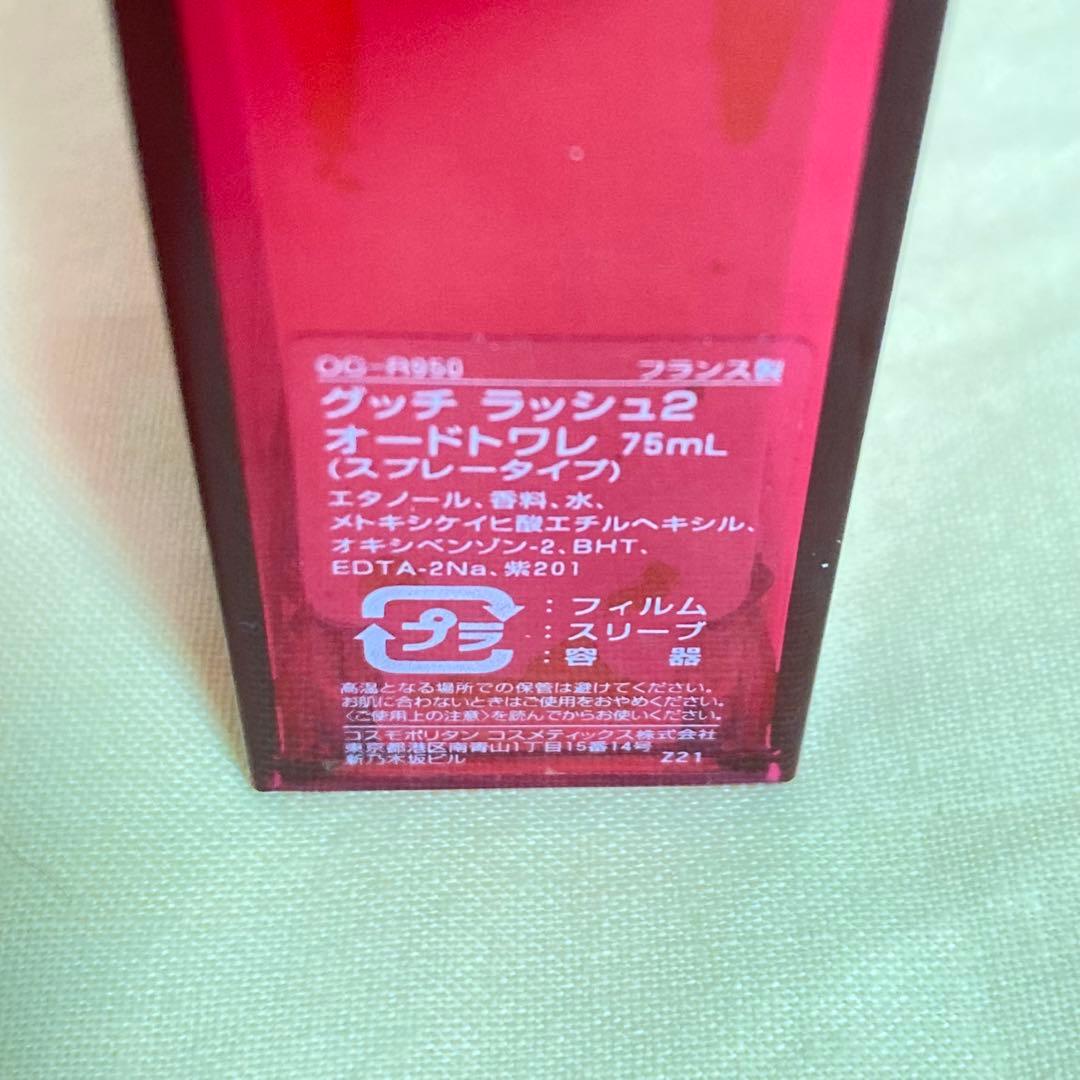 OG-R950 フランス製
グッチ ラッシュ2
オードトワレ 75mL
(スプレータイプ)
エタノール、香料、水、
メトキシケイヒ酸エチルヘキシル、
オキシベンゾン-2、BHT、
EDTA-2Na、紫201
プラ
:フィルム
:スリーブ
:容 器
高温となる場所での保管は避けてください。
お肌に合わないときはご使用をおやめください。
〈ご使用上の注意〉を読んでからお使いください。
コスモポリタン コスメティックス株式会社
東京都港区南青山1丁目15番14号
新乃木坂ビル Z21